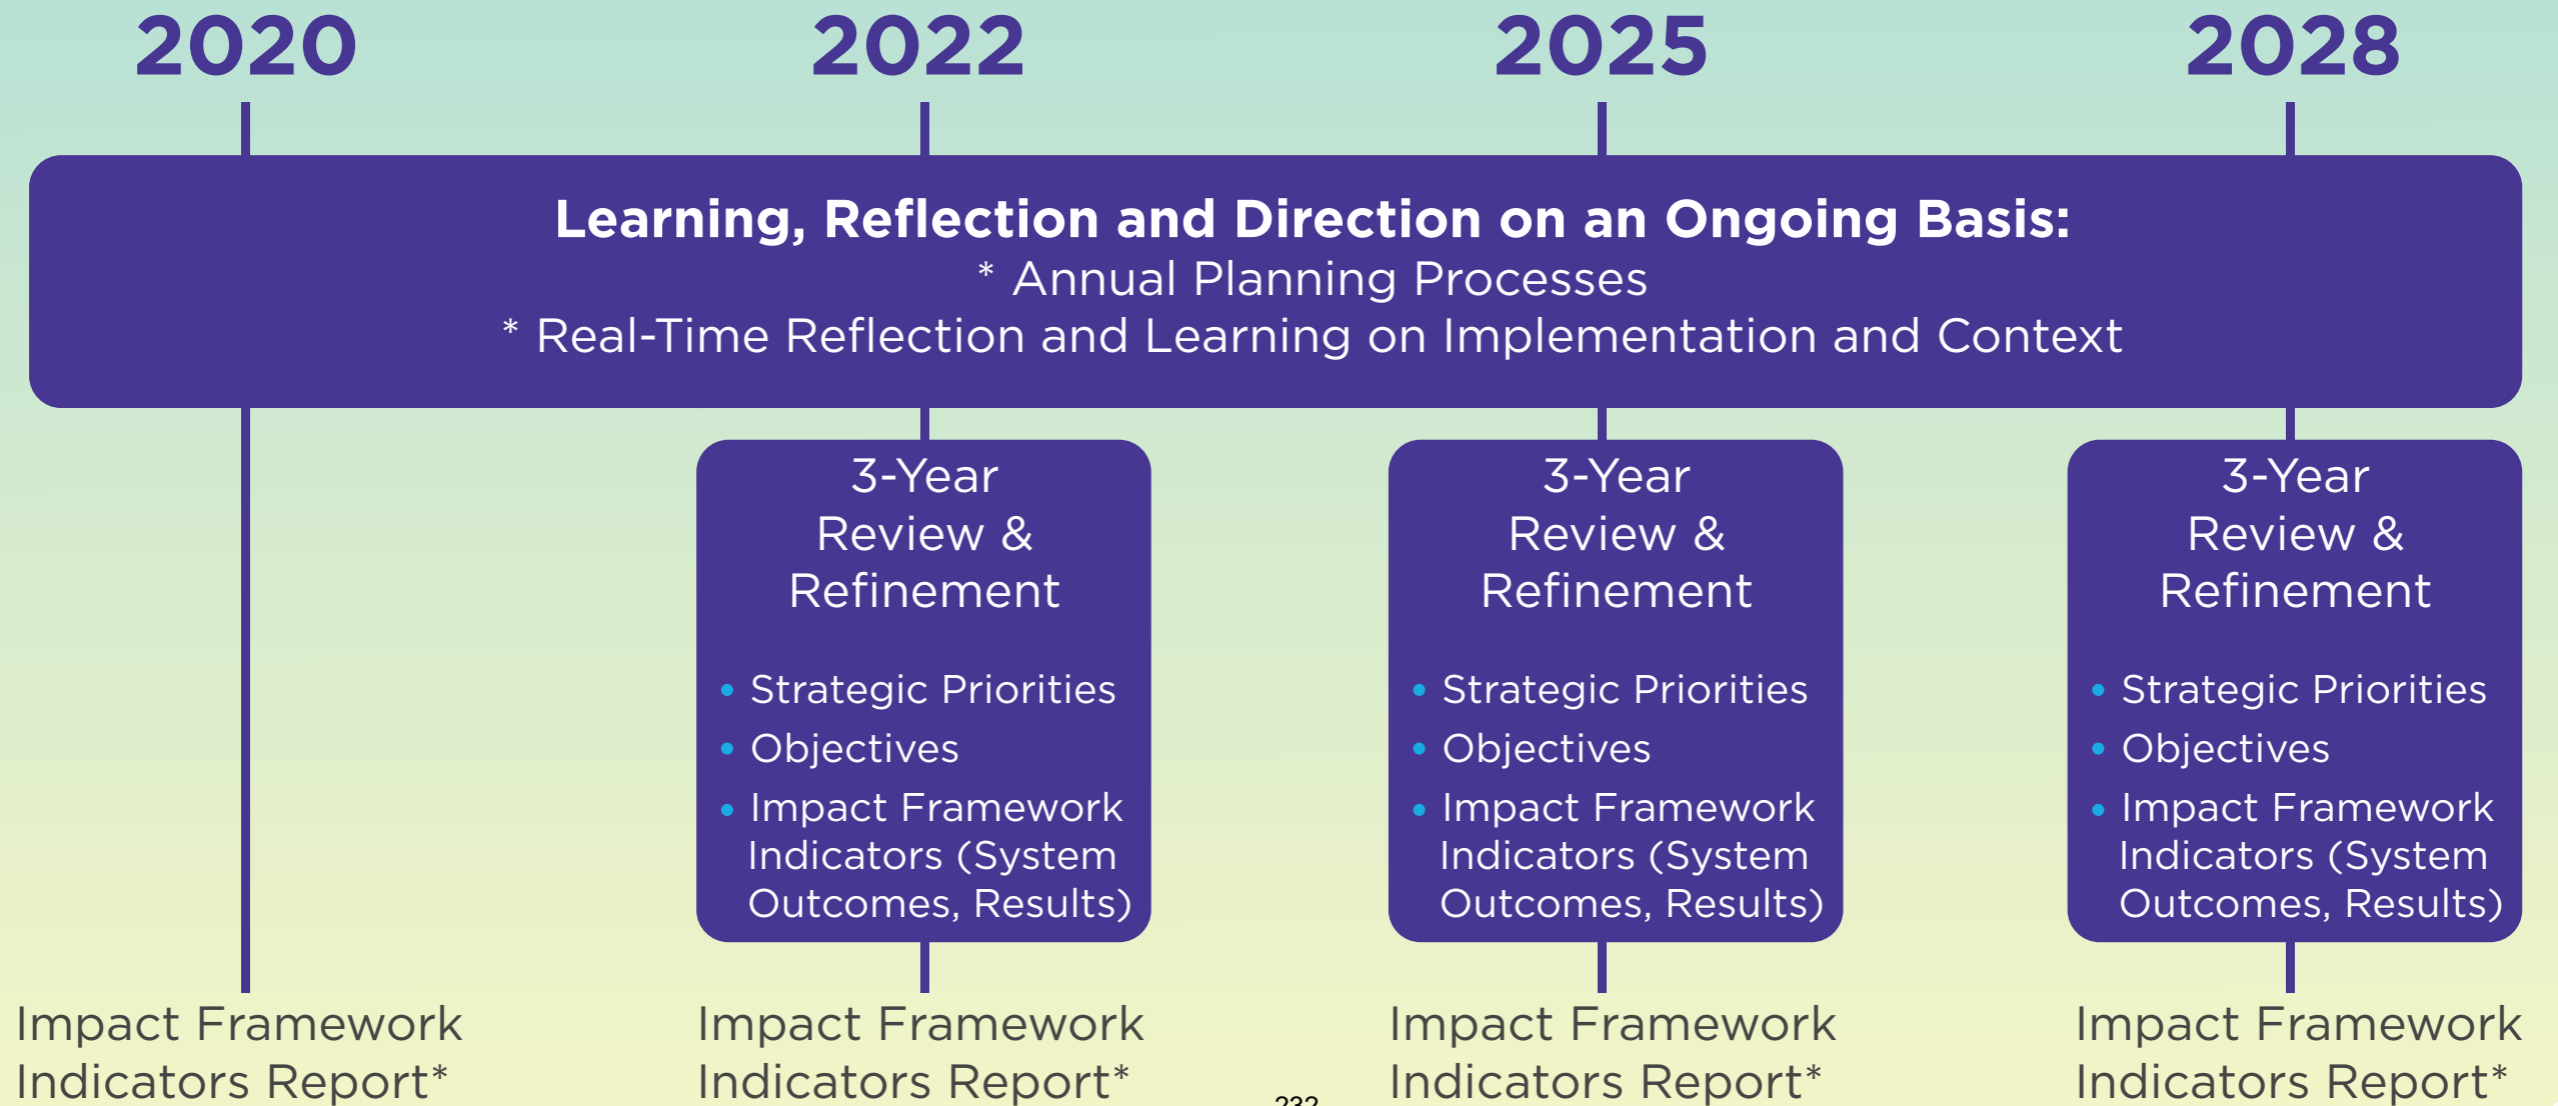 2020
2022
2025
2028
Learning, Reflection and Direction on an Ongoing Basis:
* Annual Planning Processes
* Real-Time Reflection and Learning on Implementation and Context
3-Year
Review &
Refinement
• Strategic Priorities
• Objectives
• Impact Framework
Indicators (System
Outcomes, Results)
3-Year
Review &
Refinement
• Strategic Priorities
• Objectives
• Impact Framework
Indicators (System
Outcomes, Results)
3-Year
Review &
Refinement
• Strategic Priorities
• Objectives
• Impact Framework
Indicators (System
Outcomes, Results)
Impact Framework
Indicators Report*
Impact Framework
Indicators Report*
Impact Framework
Indicators Report*
Impact Framework
Indicators Report*
232